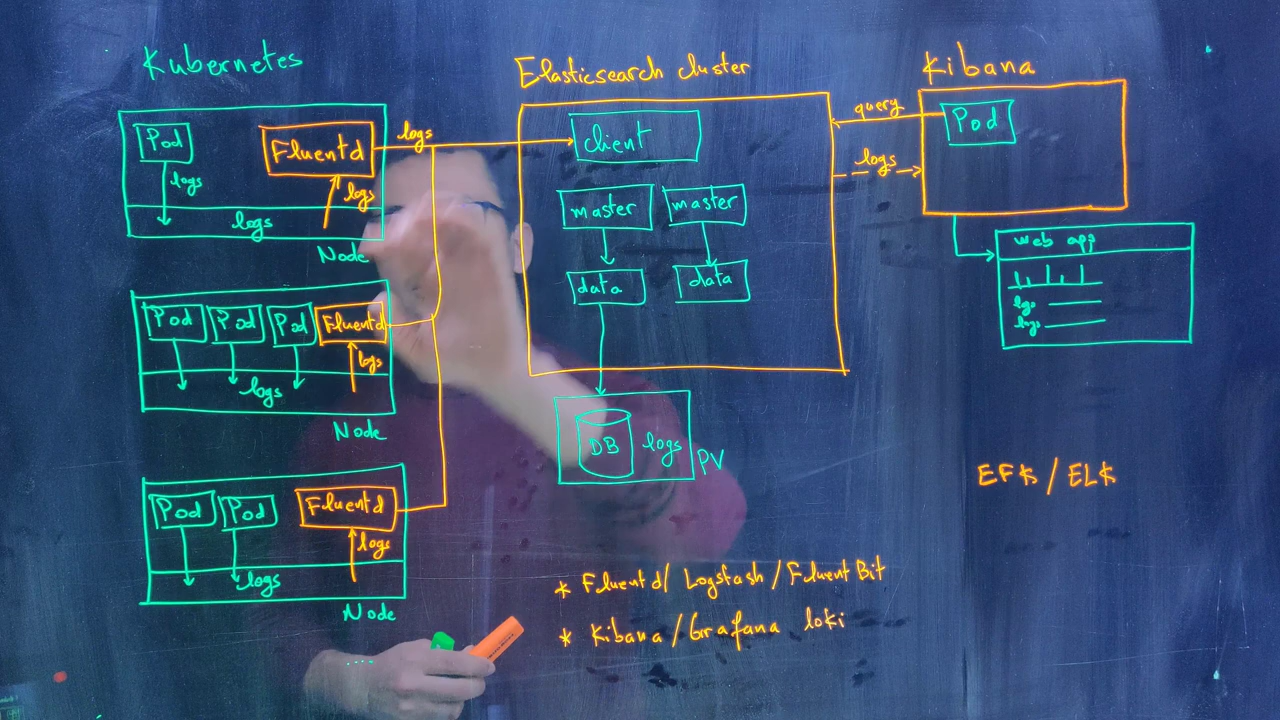 Kubernetes
Pod
Fluentd
logs
logs
logs
Node
Pod
Pod
Pod
Fluentd
logs
logs
Node
Pod
Pod
Fluentd
logs
logs
Node
logs
Elasticsearch cluster
client
master
master
data
data
DB
logs
PV
query
logs
Kibana
Pod
web app
logs
logs
EFK / ELK
* Fluentd / Logstash / Fluent Bit
* Kibana / Grafana loki